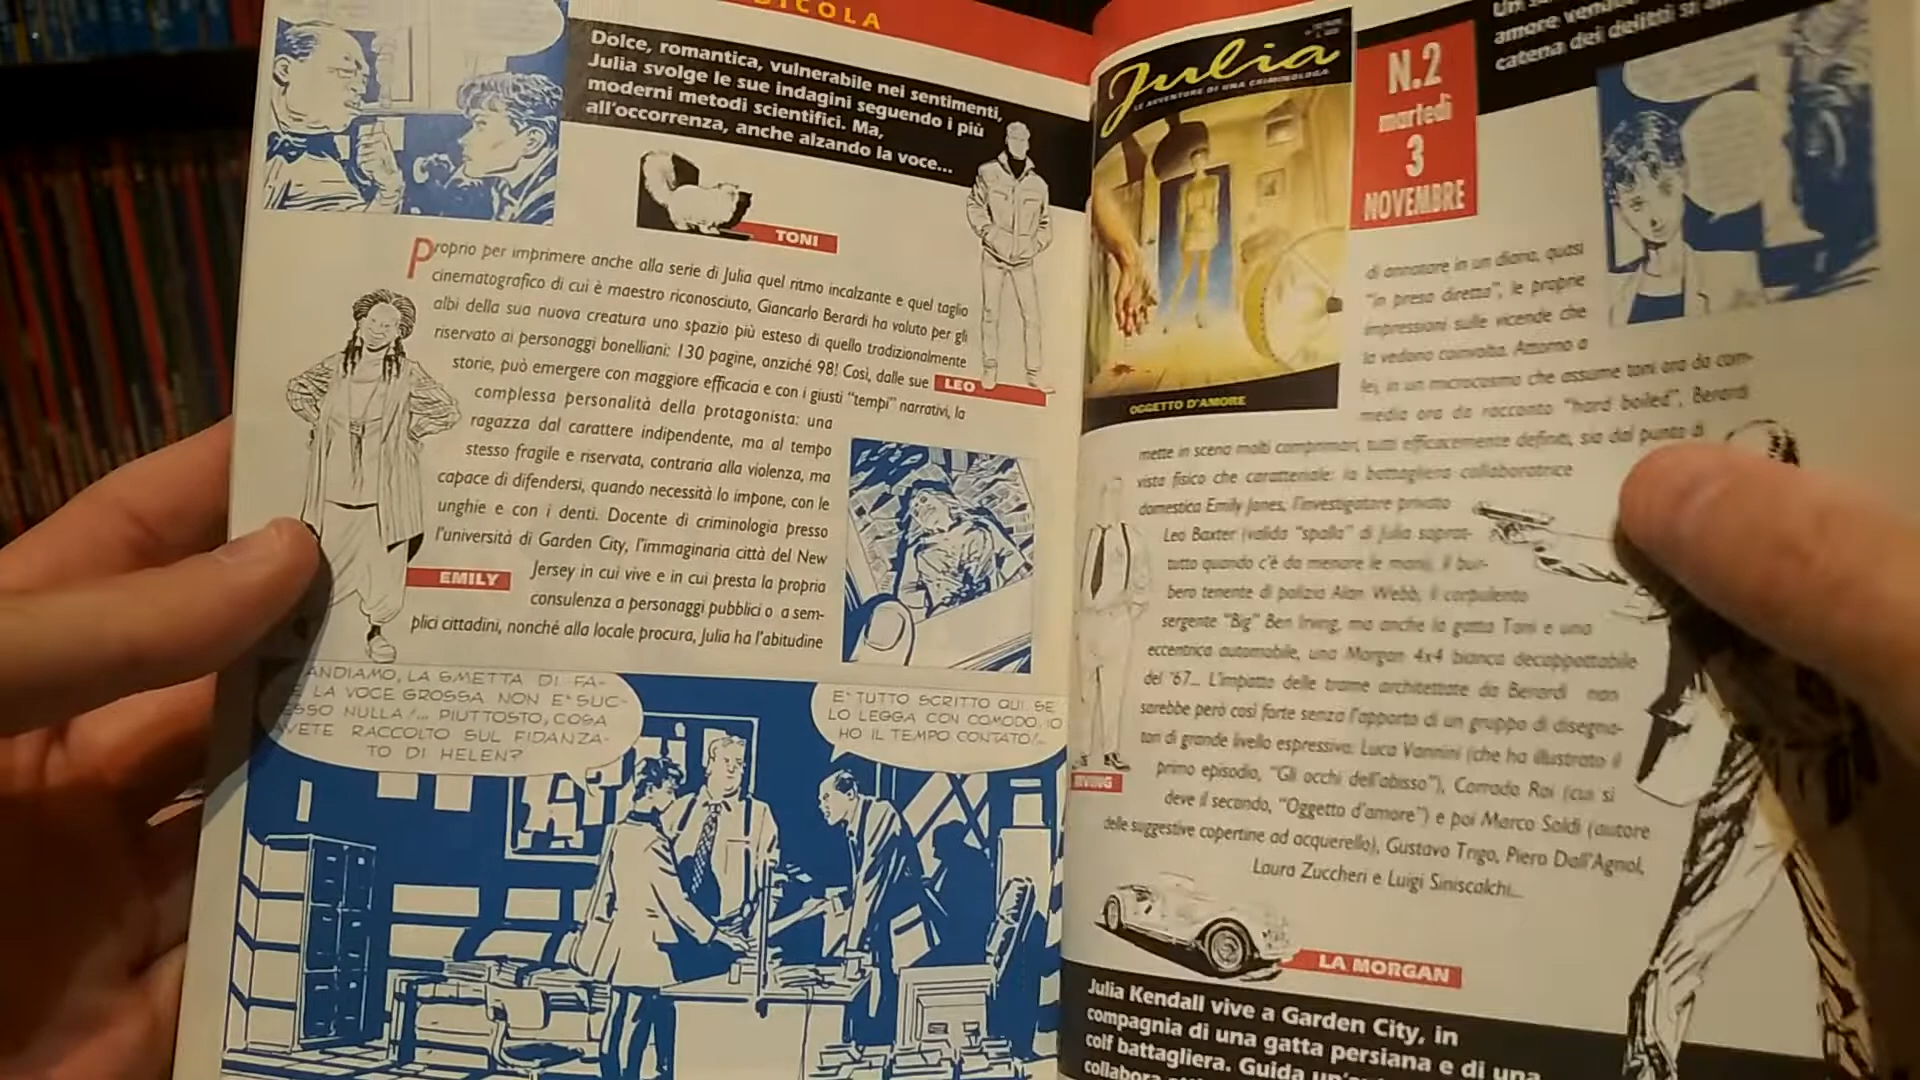 DICOLA
Dolce, romantica, vulnerabile nei sentimenti,
Julia svolge le sue indagini seguendo i più
moderni metodi scientifici. Ma,
all'occorrenza, anche alzando la voce...
TONI
Proprio per imprimere anche alla serie di Julia quel ritmo incalzante e quel taglio
cinematografico di cui è maestro riconosciuto, Giancarlo Berardi ha voluto per gli
albi della sua nuova creatura uno spazio più esteso di quello tradizionalmente
riservato ai personaggi bonelliani: 130 pagine, anziché 98! Così, dalle sue
LEO
storie, può emergere con maggiore efficacia e con i giusti "tempi" narrativi, la
complessa personalità della protagonista: una
ragazza dal carattere indipendente, ma al tempo
stesso fragile e riservata, contraria alla violenza, ma
capace di difendersi, quando necessità lo impone, con le
unghie e con i denti. Docente di criminologia presso
l'università di Garden City, l'immaginaria città del New
EMILY
Jersey in cui vive e in cui presta la propria
consulenza a personaggi pubblici o a sem-
plici cittadini, nonché alla locale procura, Julia ha l'abitudine
ANDIAMO, LA SMETTA DI FA-
E LA VOCE GROSSA. NON E' SUC-
ESSO NULLA!... PIUTTOSTO, COSA
AVETE RACCOLTO SUL FIDANZA-
TO DI HELEN?
E' TUTTO SCRITTO QUI. SE
LO LEGGA CON COMODO, IO
HO IL TEMPO CONTATO!..
Julia
LE AVVENTURE DI UNA CRIMINOLOGA
OGGETTO D'AMORE
N.2
martedì
3
NOVEMBRE
amore
catena dei delitti si
di annotare in un diario, quasi
"in presa diretta", le proprie
impressioni sulle vicende che
la vedono coinvolta. Attorno a
lei, in un microcosmo che assume toni ora da com-
media ora da racconto "hard boiled", Berardi
mette in scena molti comprimari, tutti efficacemente definiti, sia dal punto di
vista fisico che caratteriale: la battagliera collaboratrice
domestica Emily Jones, l'investigatore privato
Leo Baxter (valida "spalla" di Julia soprat-
tutto quando c'è da menare le mani), il bur-
bero tenente di polizia Alan Webb, il corpulento
sergente "Big" Ben Irving, ma anche la gatta Toni e una
eccentrica automobile, una Morgan 4x4 bianca decappottabile
del '67... L'impatto delle trame architettate da Berardi non
sarebbe però così forte senza l'apporto di un gruppo di disegna-
tori di grande livello espressivo: Luca Vannini (che ha illustrato il
primo episodio, "Gli occhi dell'abisso"), Corrado Roi (cui si
deve il secondo, "Oggetto d'amore") e poi Marco Soldi (autore
delle suggestive copertine ad acquerello), Gustavo Trigo, Piero Dall'Agnol,
Laura Zuccheri e Luigi Siniscalchi...
IRVING
LA MORGAN
Julia Kendall vive a Garden City, in
compagnia di una gatta persiana e di una
colf battagliera. Guida un'
collabora